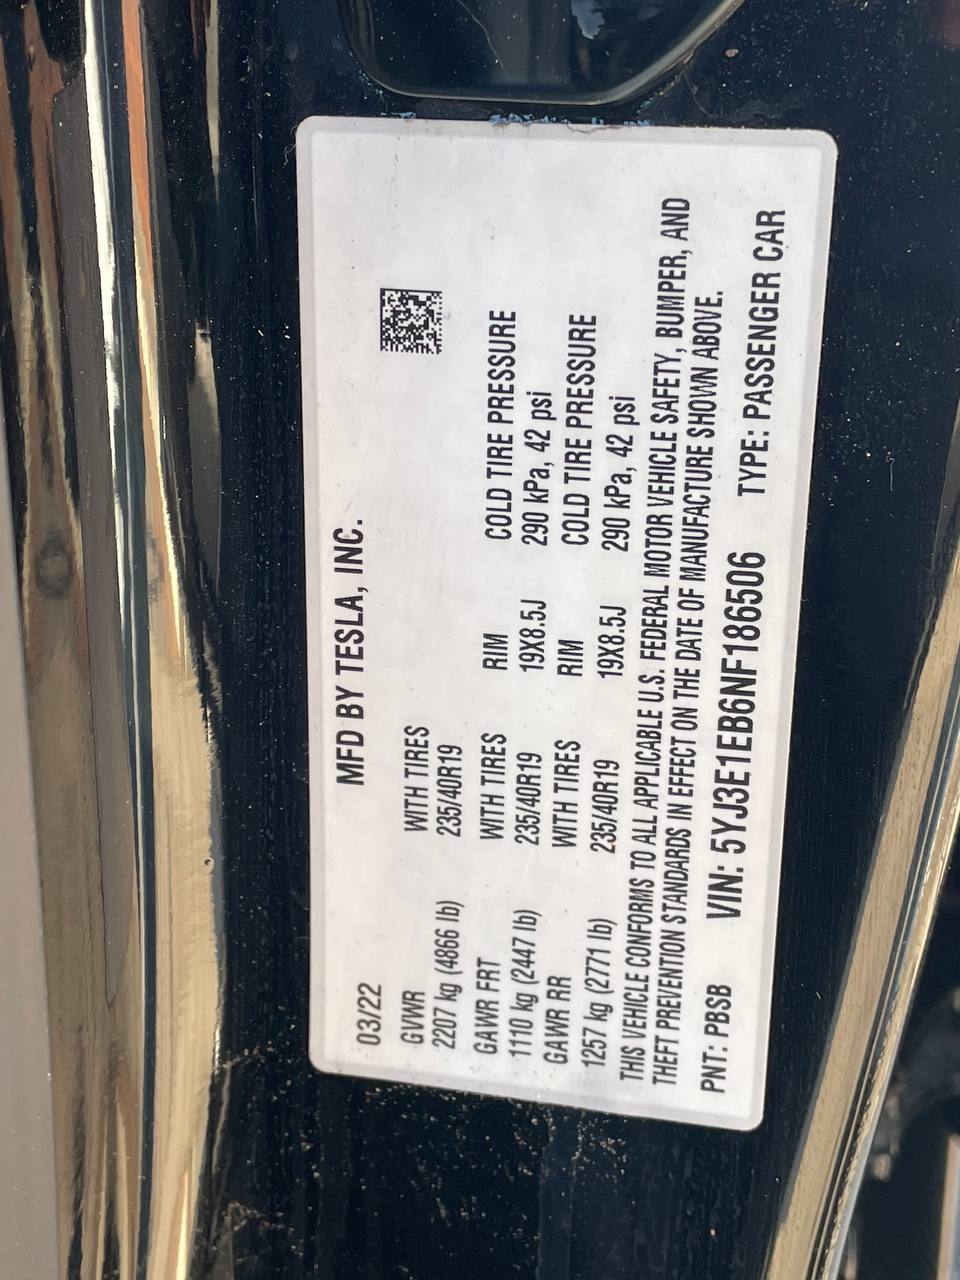 MFD BY TESLA, INC.
03/22
GVWR WITH TIRES
2207 kg (4866 lb) 235/40R19
GAWR FRT WITH TIRES RIM COLD TIRE PRESSURE
1110 kg (2447 lb) 235/40R19 19X8.5J 290 kPa, 42 psi
GAWR RR WITH TIRES RIM COLD TIRE PRESSURE
1257 kg (2771 lb) 235/40R19 19X8.5J 290 kPa, 42 psi
THIS VEHICLE CONFORMS TO ALL APPLICABLE U.S. FEDERAL MOTOR VEHICLE SAFETY, BUMPER, AND
THEFT PREVENTION STANDARDS IN EFFECT ON THE DATE OF MANUFACTURE SHOWN ABOVE.
PNT: PBSB VIN: 5YJ3E1EB6NF186506 TYPE: PASSENGER CAR